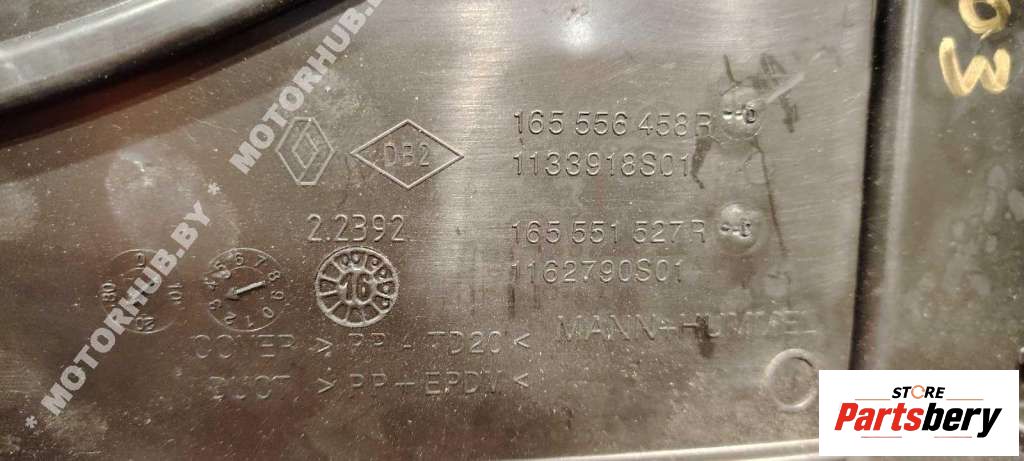 165 556 458R
DB2
1133918S01
2.2B92
165 551 527R
1162790S01
16
MANN+HUMMEL
COVER > PP - TD20 <
DUCT > PP+EPDM <
* MOTORHUB.BY * MOTORHUB.BY
STORE
Partsbery